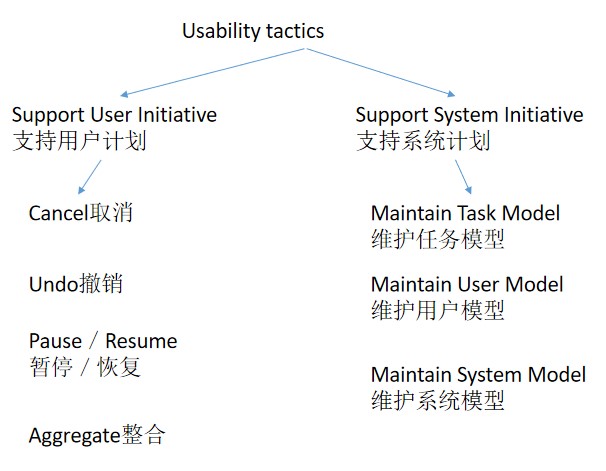 Usability tactics
Support User Initiative
支持用户计划
Cancel取消
Undo撤销
Pause / Resume
暂停 / 恢复
Aggregate整合
Support System Initiative
支持系统计划
Maintain Task Model
维护任务模型
Maintain User Model
维护用户模型
Maintain System Model
维护系统模型